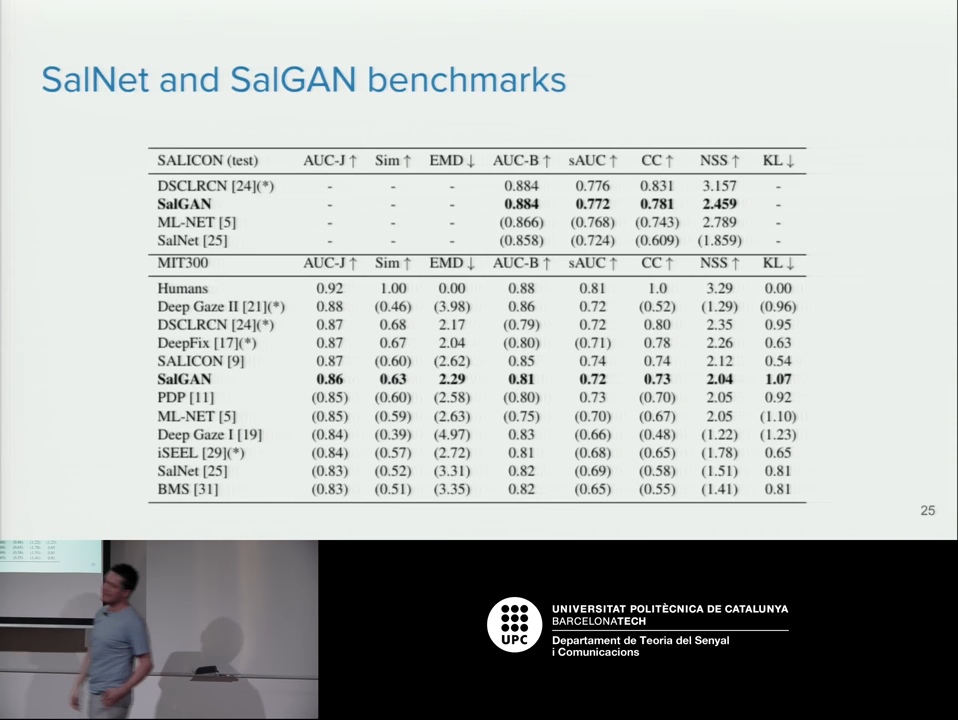 SalNet and SalGAN benchmarks
SALICON (test) AUC-J ↑ Sim ↑ EMD ↓ AUC-B ↑ sAUC ↑ CC ↑ NSS ↑ KL ↓
DSCLRCN [24](*) - - - 0.884 0.776 0.831 3.157 -
SalGAN - - - 0.884 0.772 0.781 2.459 -
ML-NET [5] - - - (0.866) (0.768) (0.743) 2.789 -
SalNet [25] - - - (0.858) (0.724) (0.609) (1.859) -
MIT300 AUC-J ↑ Sim ↑ EMD ↓ AUC-B ↑ sAUC ↑ CC ↑ NSS ↑ KL ↓
Humans 0.92 1.00 0.00 0.88 0.81 1.0 3.29 0.00
Deep Gaze II [21](*) 0.88 (0.46) (3.98) 0.86 0.72 (0.52) (1.29) (0.96)
DSCLRCN [24](*) 0.87 0.68 2.17 (0.79) 0.72 0.80 2.35 0.95
DeepFix [17](*) 0.87 0.67 2.04 (0.80) (0.71) 0.78 2.26 0.63
SALICON [9] 0.87 (0.60) (2.62) 0.85 0.74 0.74 2.12 0.54
SalGAN 0.86 0.63 2.29 0.81 0.72 0.73 2.04 1.07
PDP [11] (0.85) (0.60) (2.58) (0.80) 0.73 (0.70) 2.05 0.92
ML-NET [5] (0.85) (0.59) (2.63) (0.75) (0.70) (0.67) 2.05 (1.10)
Deep Gaze I [19] (0.84) (0.39) (4.97) 0.83 (0.66) (0.48) (1.22) (1.23)
iSEEL [29](*) (0.84) (0.57) (2.72) 0.81 (0.68) (0.65) (1.78) 0.65
SalNet [25] (0.83) (0.52) (3.31) 0.82 (0.69) (0.58) (1.51) 0.81
BMS [31] (0.83) (0.51) (3.35) 0.82 (0.65) (0.55) (1.41) 0.81
25
UPC
UNIVERSITAT POLITÈCNICA DE CATALUNYA
BARCELONATECH
Departament de Teoria del Senyal
i Comunicacions